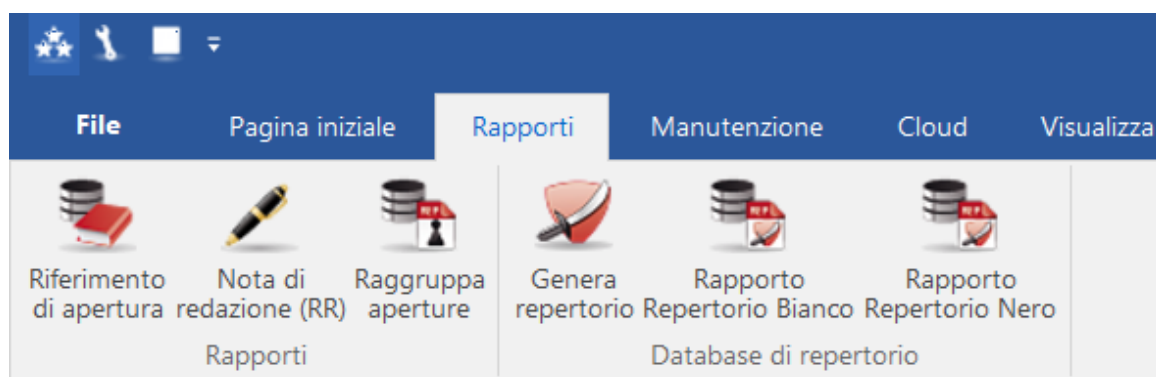 File Pagina iniziale Rapporti Manutenzione Cloud Visualizza
Riferimento di apertura
Nota di redazione (RR)
Raggruppa aperture
Genera repertorio
Rapporto Repertorio Bianco
Rapporto Repertorio Nero
Rapporti Database di repertorio